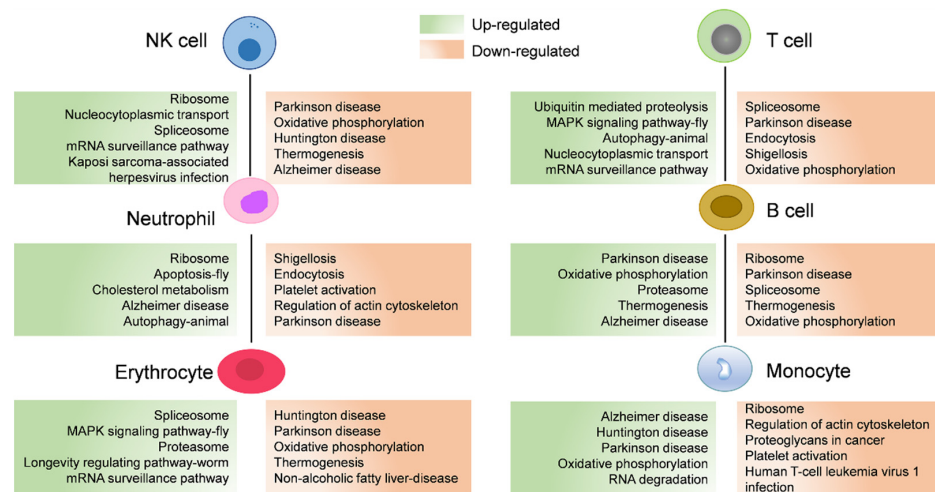 NK cell
Up-regulated
Down-regulated
T cell
Ribosome
Nucleocytoplasmic transport
Spliceosome
mRNA surveillance pathway
Kaposi sarcoma-associated
herpesvirus infection
Parkinson disease
Oxidative phosphorylation
Huntington disease
Thermogenesis
Alzheimer disease
Ubiquitin mediated proteolysis
MAPK signaling pathway-fly
Autophagy-animal
Nucleocytoplasmic transport
mRNA surveillance pathway
Spliceosome
Parkinson disease
Endocytosis
Shigellosis
Oxidative phosphorylation
Neutrophil
B cell
Ribosome
Apoptosis-fly
Cholesterol metabolism
Alzheimer disease
Autophagy-animal
Shigellosis
Endocytosis
Platelet activation
Regulation of actin cytoskeleton
Parkinson disease
Parkinson disease
Oxidative phosphorylation
Proteasome
Thermogenesis
Alzheimer disease
Ribosome
Parkinson disease
Spliceosome
Thermogenesis
Oxidative phosphorylation
Erythrocyte
Monocyte
Spliceosome
MAPK signaling pathway-fly
Proteasome
Longevity regulating pathway-worm
mRNA surveillance pathway
Huntington disease
Parkinson disease
Oxidative phosphorylation
Thermogenesis
Non-alcoholic fatty liver-disease
Alzheimer disease
Huntington disease
Parkinson disease
Oxidative phosphorylation
RNA degradation
Ribosome
Regulation of actin cytoskeleton
Proteoglycans in cancer
Platelet activation
Human T-cell leukemia virus 1
infection